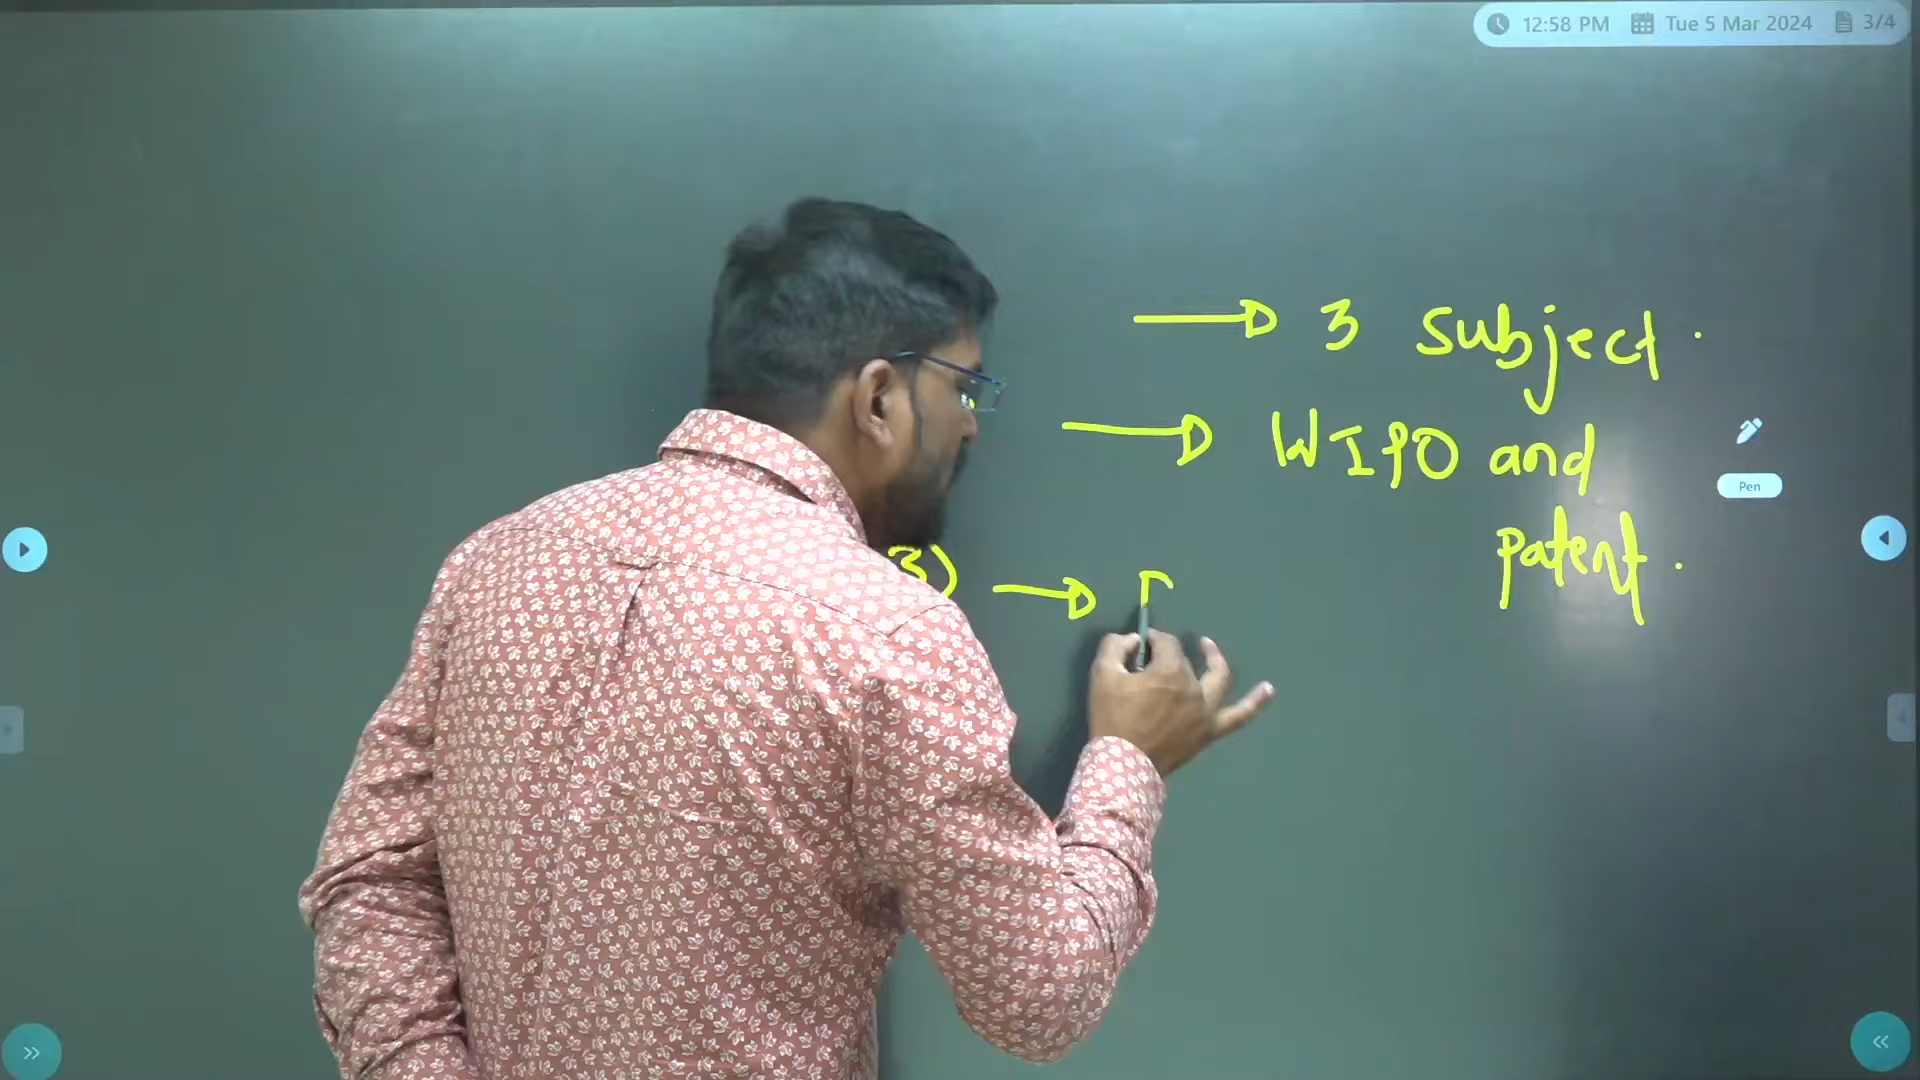 12:58 PM Tue 5 Mar 2024 3/4
→ 3 Subject.
→ WIPO and
Pen
patent.
3) → r